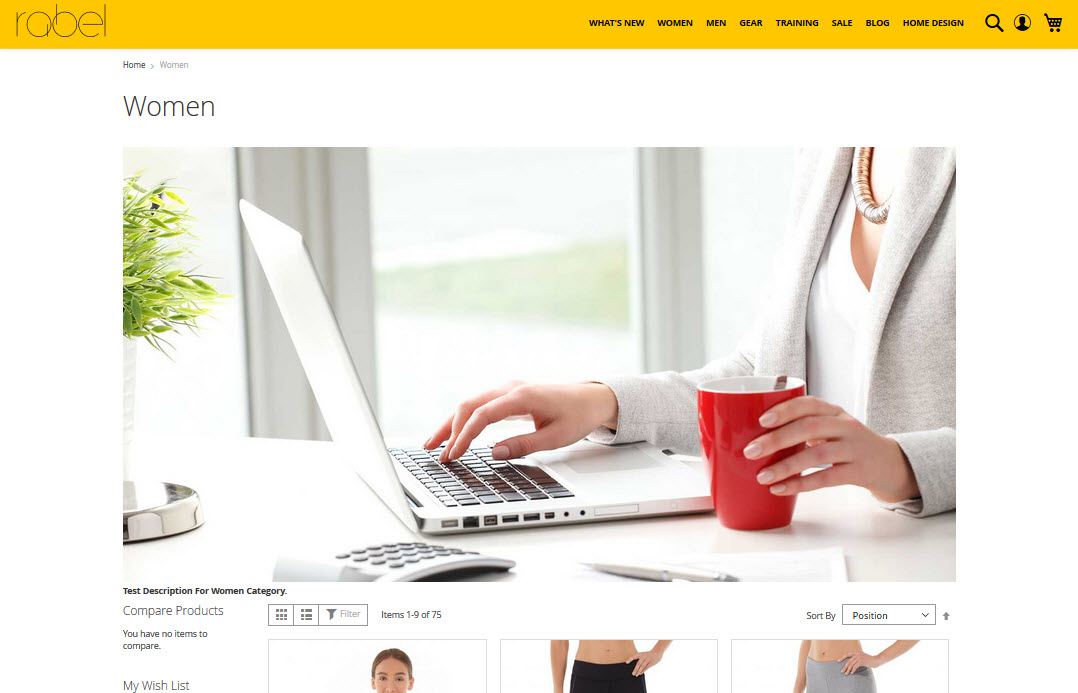 rabel
WHAT'S NEW WOMEN MEN GEAR TRAINING SALE BLOG HOME DESIGN
Home > Women
Women
Test Description For Women Category.
Compare Products
Filter
Items 1-9 of 75
Sort By
Position
You have no items to
compare.
My Wish List